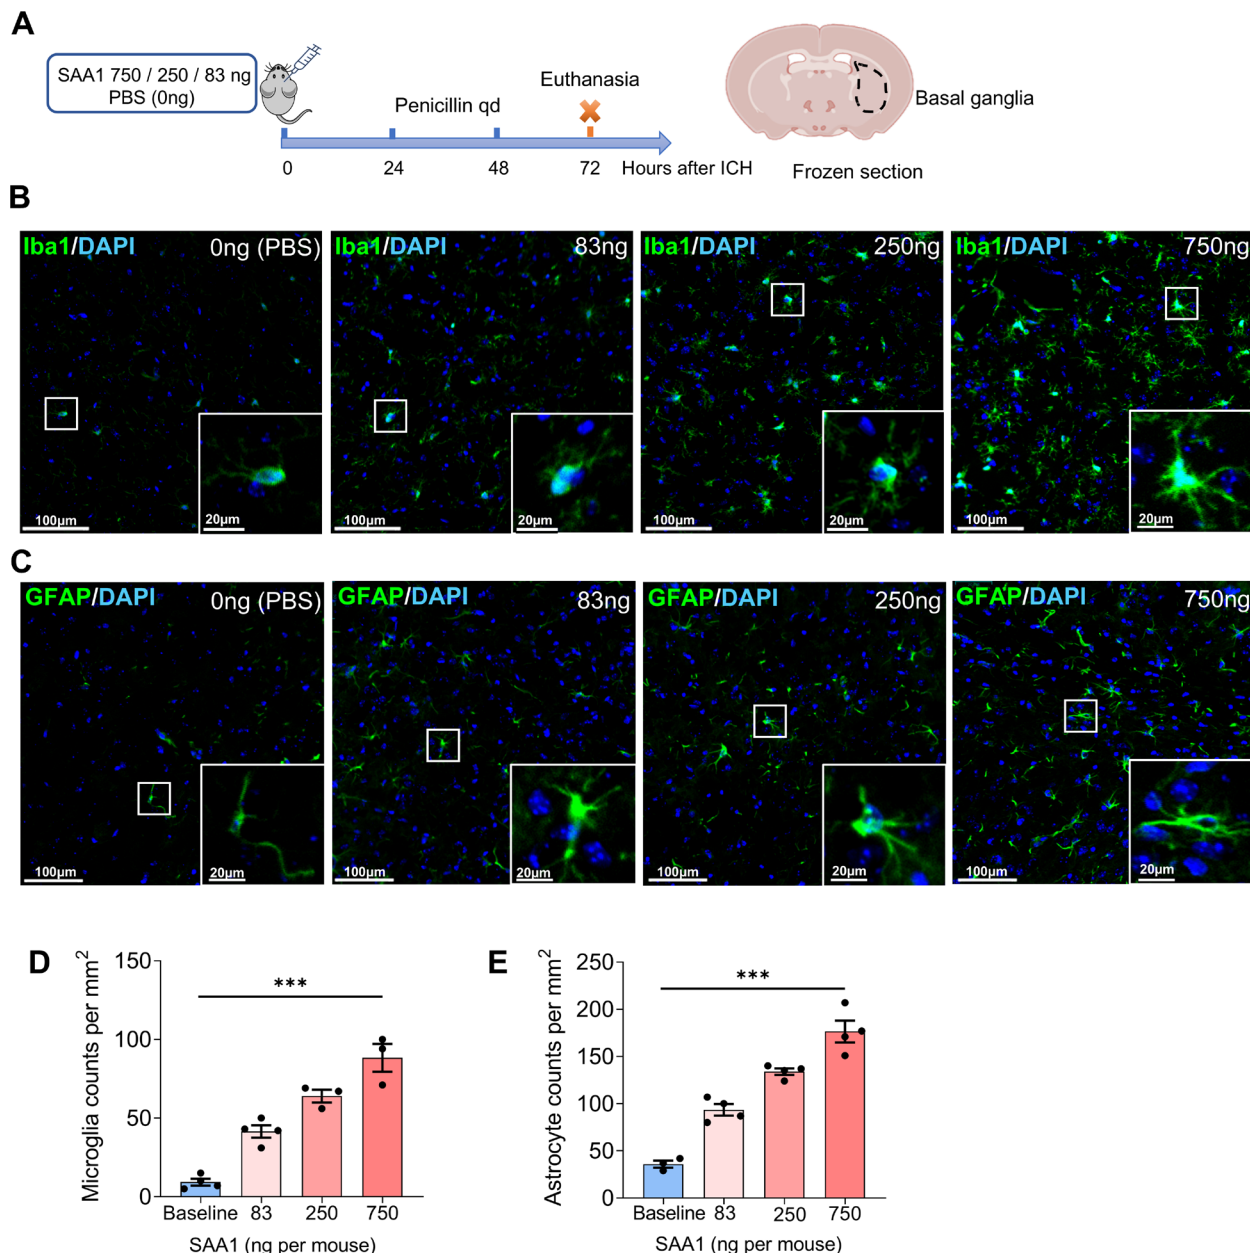 A
SAA1 750 / 250 / 83 ng
PBS (0ng)
Penicillin qd
Euthanasia
0
24
48
72
Hours after ICH
Basal ganglia
Frozen section
B
Iba1/DAPI
0ng (PBS)
100μm
20μm
Iba1/DAPI
83ng
100μm
20μm
Iba1/DAPI
250ng
100μm
20μm
Iba1/DAPI
750ng
100μm
20μm
C
GFAP/DAPI
0ng (PBS)
100μm
20μm
GFAP/DAPI
83ng
100μm
20μm
GFAP/DAPI
250ng
100μm
20μm
GFAP/DAPI
750ng
100μm
20μm
D
Microglia counts per mm²
150
100
50
0
***
Baseline 83 250 750
SAA1 (ng per mouse)
E
Astrocyte counts per mm²
250
200
150
100
50
0
***
Baseline 83 250 750
SAA1 (ng per mouse)